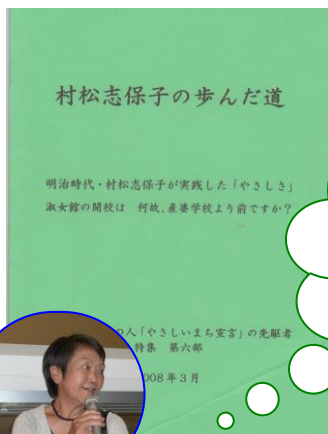 村松志保子の歩んだ道
明治時代・村松志保子が実践した「やさしさ」
淑女館の開校は 何故、産婆学校より前ですか？
の人「やさしいまち宣言」の先駆者
特集 第六部
008年3月